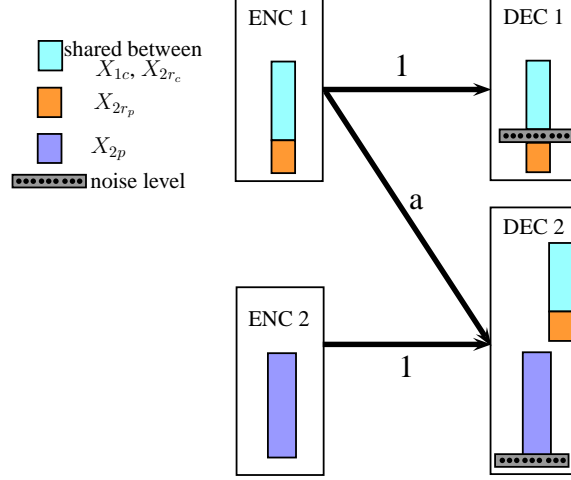 shared between
X_{1c}, X_{2r_c}
X_{2r_p}
X_{2p}
noise level
ENC 1
1
DEC 1
a
DEC 2
ENC 2
1